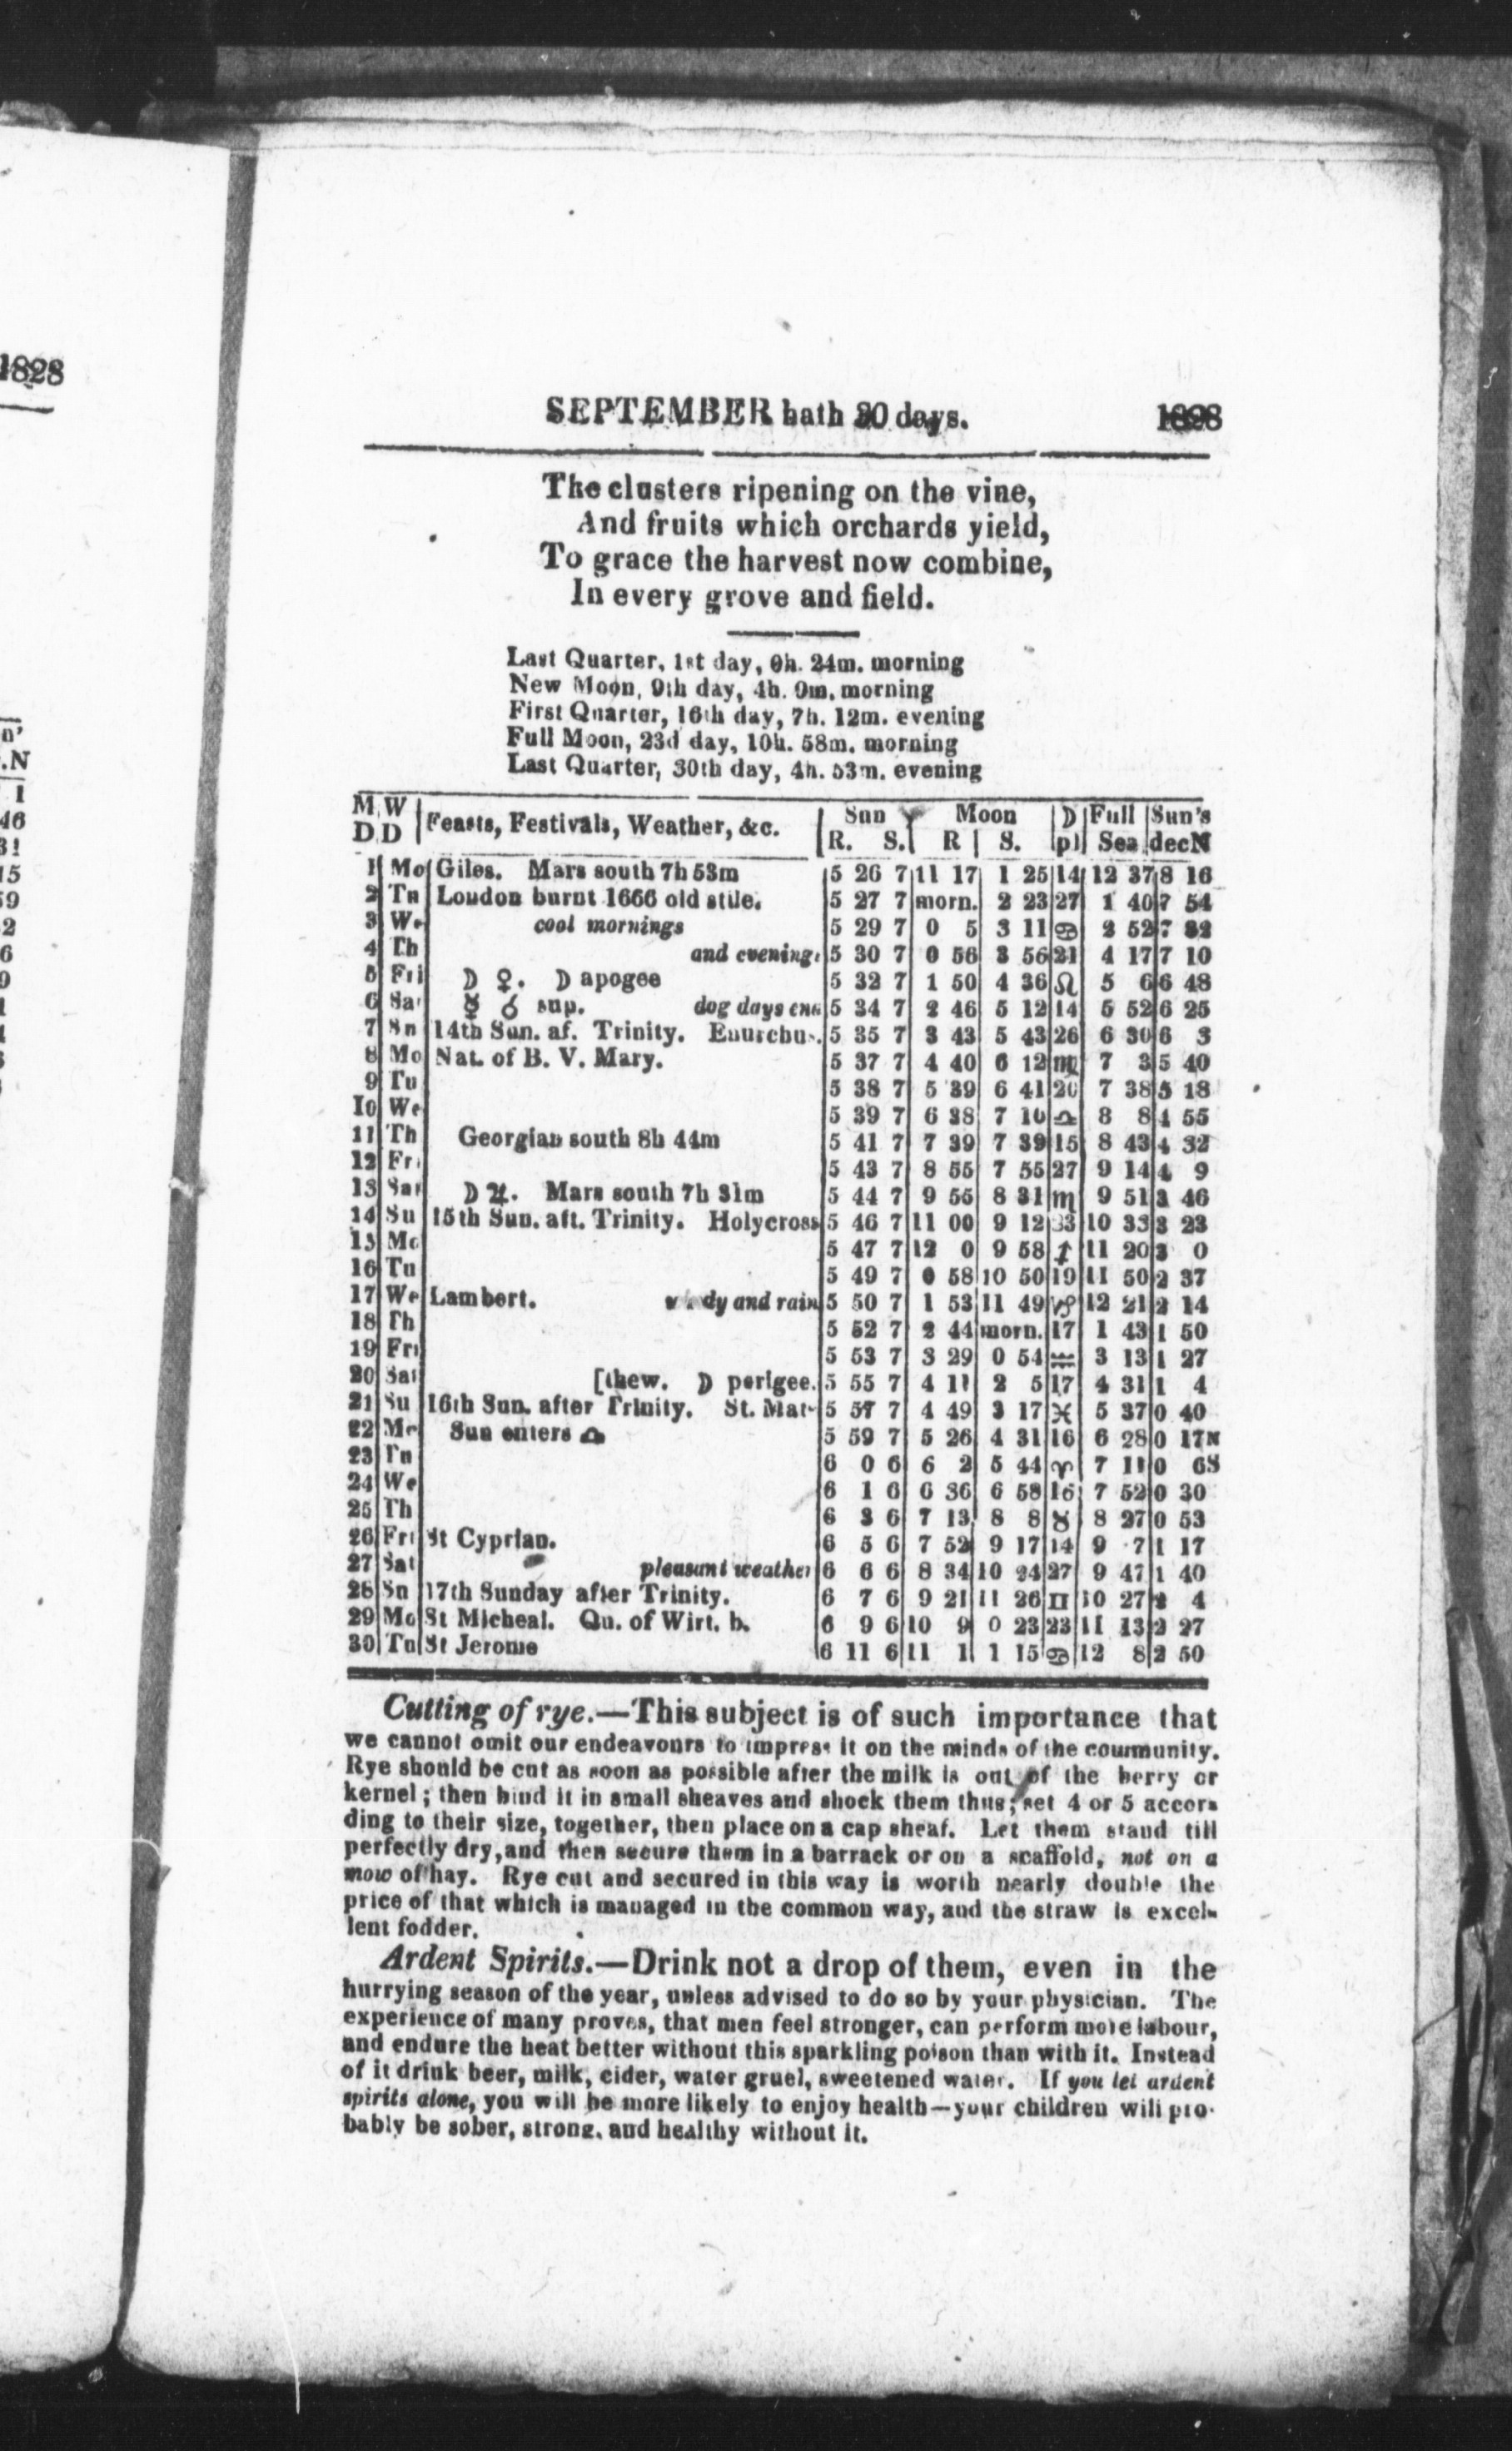 1828
n'
.N
1
46
31
15
59
2
6
9
SEPTEMBER hath 30 days. 1828
The clusters ripening on the vine,
And fruits which orchards yield,
To grace the harvest now combine,
In every grove and field.
Last Quarter, 1st day, 0h. 24m. morning
New Moon, 9th day, 4h. 0m. morning
First Quarter, 16th day, 7h. 12m. evening
Full Moon, 23d day, 10h. 58m. morning
Last Quarter, 30th day, 4h. 53m. evening
M W Feasts, Festivals, Weather, &c. Sun Moon ☽ Full Sun's
D D R. S. R S. pl Sea decN
1 Mo Giles. Mars south 7h 53m 5 26 7 11 17 1 25 14 12 37 8 16
2 Tu London burnt 1666 old stile. 5 27 7 morn. 2 23 27 1 40 7 54
3 We cool mornings 5 29 7 0 5 3 11 ♋ 2 52 7 32
4 Th and evening 5 30 7 0 56 3 56 21 4 17 7 10
5 Fri ☽ ♀. ☽ apogee 5 32 7 1 50 4 36 ♌ 5 6 6 48
6 Sat ☿ ☌ sup. dog days end 5 34 7 2 46 5 12 14 5 52 6 25
7 Sn 14th Sun. af. Trinity. Enurchus. 5 35 7 3 43 5 43 26 6 30 6 3
8 Mo Nat. of B. V. Mary. 5 37 7 4 40 6 12 ♍ 7 3 5 40
9 Tu 5 38 7 5 39 6 41 20 7 38 5 18
10 We 5 39 7 6 38 7 10 ♎ 8 8 4 55
11 Th Georgian south 8h 44m 5 41 7 7 39 7 39 15 8 43 4 32
12 Fri 5 43 7 8 55 7 55 27 9 14 4 9
13 Sat ☽ ♃. Mars south 7h 31m 5 44 7 9 55 8 31 ♏ 9 51 3 46
14 Su 15th Sun. aft. Trinity. Holycross 5 46 7 11 00 9 12 23 10 33 3 23
15 Mo 5 47 7 12 0 9 58 ♐ 11 20 3 0
16 Tu 5 49 7 0 58 10 50 19 11 50 2 37
17 We Lambert. dy and rain 5 50 7 1 53 11 49 ♑ 12 21 2 14
18 Th 5 52 7 2 44 morn. 17 1 43 1 50
19 Fri 5 53 7 3 29 0 54 ♒ 3 13 1 27
20 Sat [thew. ☽ perigee. 5 55 7 4 11 2 5 17 4 31 1 4
21 Su 16th Sun. after Trinity. St. Mat- 5 57 7 4 49 3 17 ♓ 5 37 0 40
22 Mo Sun enters ♎ 5 59 7 5 26 4 31 16 6 28 0 17N
23 Tu 6 0 6 6 2 5 44 ♈ 7 11 0 6S
24 We 6 1 6 6 36 6 58 16 7 52 0 30
25 Th 6 3 6 7 13 8 8 ♉ 8 27 0 53
26 Fri St Cyprian. 6 5 6 7 52 9 17 14 9 7 1 17
27 Sat pleasant weather 6 6 6 8 34 10 24 27 9 47 1 40
28 Sn 17th Sunday after Trinity. 6 7 6 9 21 11 26 ♊ 10 27 2 4
29 Mo St Micheal. Qu. of Wirt. b. 6 9 6 10 9 0 23 23 11 13 2 27
30 Tu St Jerome 6 11 6 11 1 1 15 ♋ 12 8 2 50
Cutting of rye.—This subject is of such importance that
we cannot omit our endeavours to impress it on the minds of the community.
Rye should be cut as soon as possible after the milk is out of the berry or
kernel; then bind it in small sheaves and shock them thus; set 4 or 5 accor-
ding to their size, together, then place on a cap sheaf. Let them stand till
perfectly dry, and then secure them in a barrack or on a scaffold, not on a
mow of hay. Rye cut and secured in this way is worth nearly double the
price of that which is managed in the common way, and the straw is excel-
lent fodder.
Ardent Spirits.—Drink not a drop of them, even in the
hurrying season of the year, unless advised to do so by your physician. The
experience of many proves, that men feel stronger, can perform more labour,
and endure the heat better without this sparkling poison than with it. Instead
of it drink beer, milk, cider, water gruel, sweetened water. If you let ardent
spirits alone, you will be more likely to enjoy health—your children will pro-
bably be sober, strong, and healthy without it.